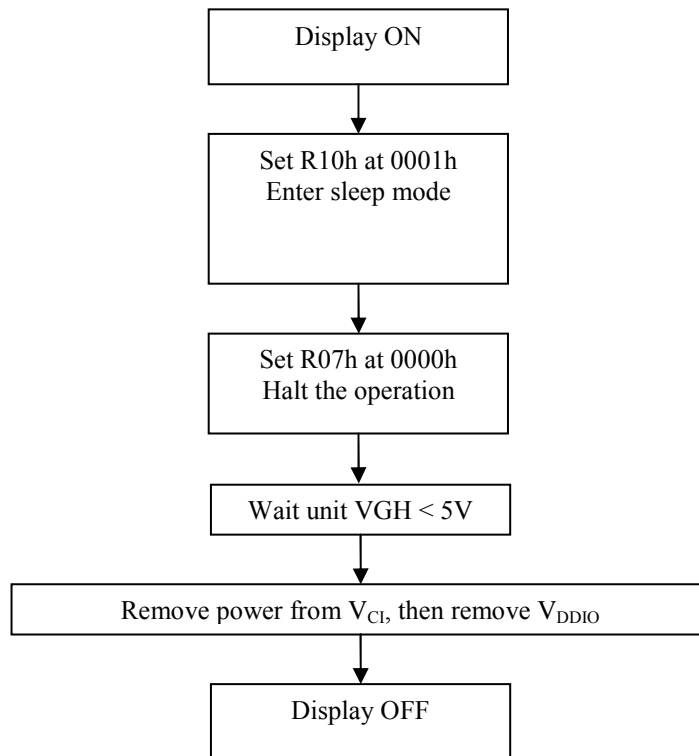 Display ON
Set R10h at 0001h
Enter sleep mode
Set R07h at 0000h
Halt the operation
Wait unit VGH < 5V
Remove power from VCI, then remove VDDIO
Display OFF